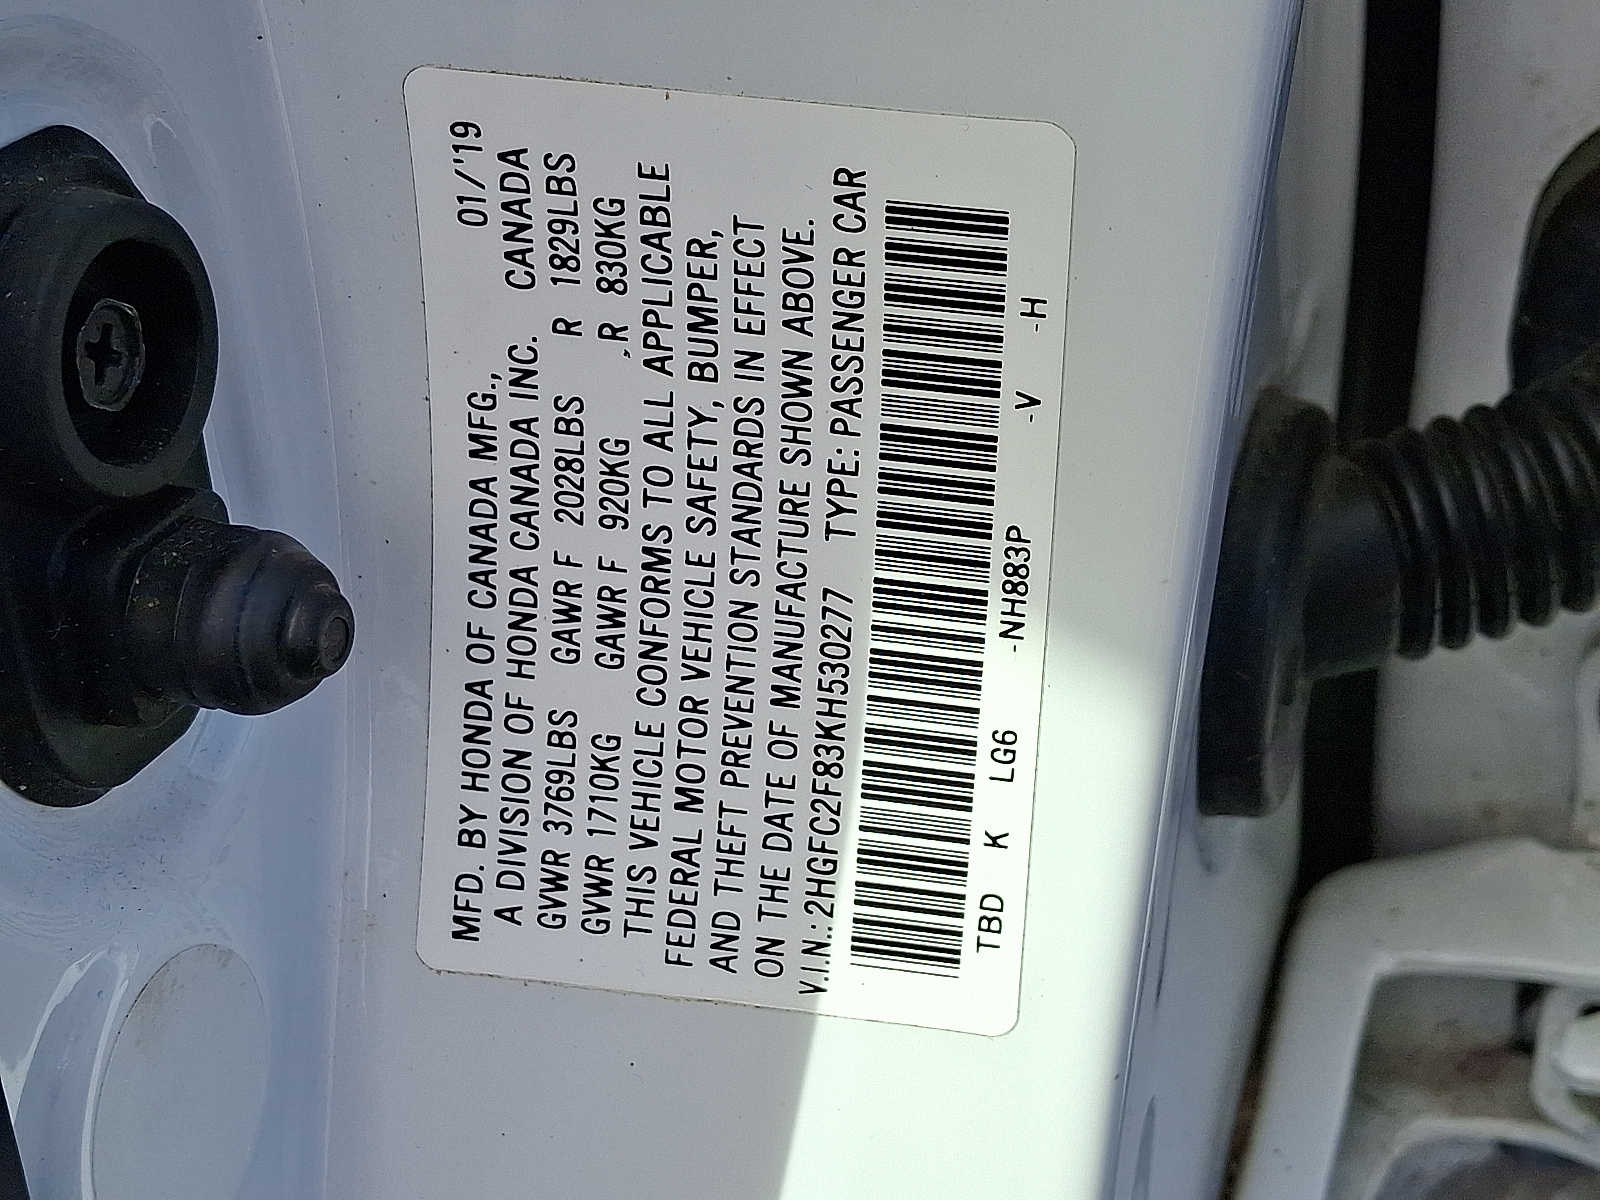 MFD. BY HONDA OF CANADA MFG., 01/'19
A DIVISION OF HONDA CANADA INC. CANADA
GVWR 3769LBS GAWR F 2028LBS R 1829LBS
GVWR 1710KG GAWR F 920KG R 830KG
THIS VEHICLE CONFORMS TO ALL APPLICABLE
FEDERAL MOTOR VEHICLE SAFETY, BUMPER,
AND THEFT PREVENTION STANDARDS IN EFFECT
ON THE DATE OF MANUFACTURE SHOWN ABOVE.
V.I.N.: 2HGFC2F83KH530277 TYPE: PASSENGER CAR
TBD K LG6 -NH883P -V -H